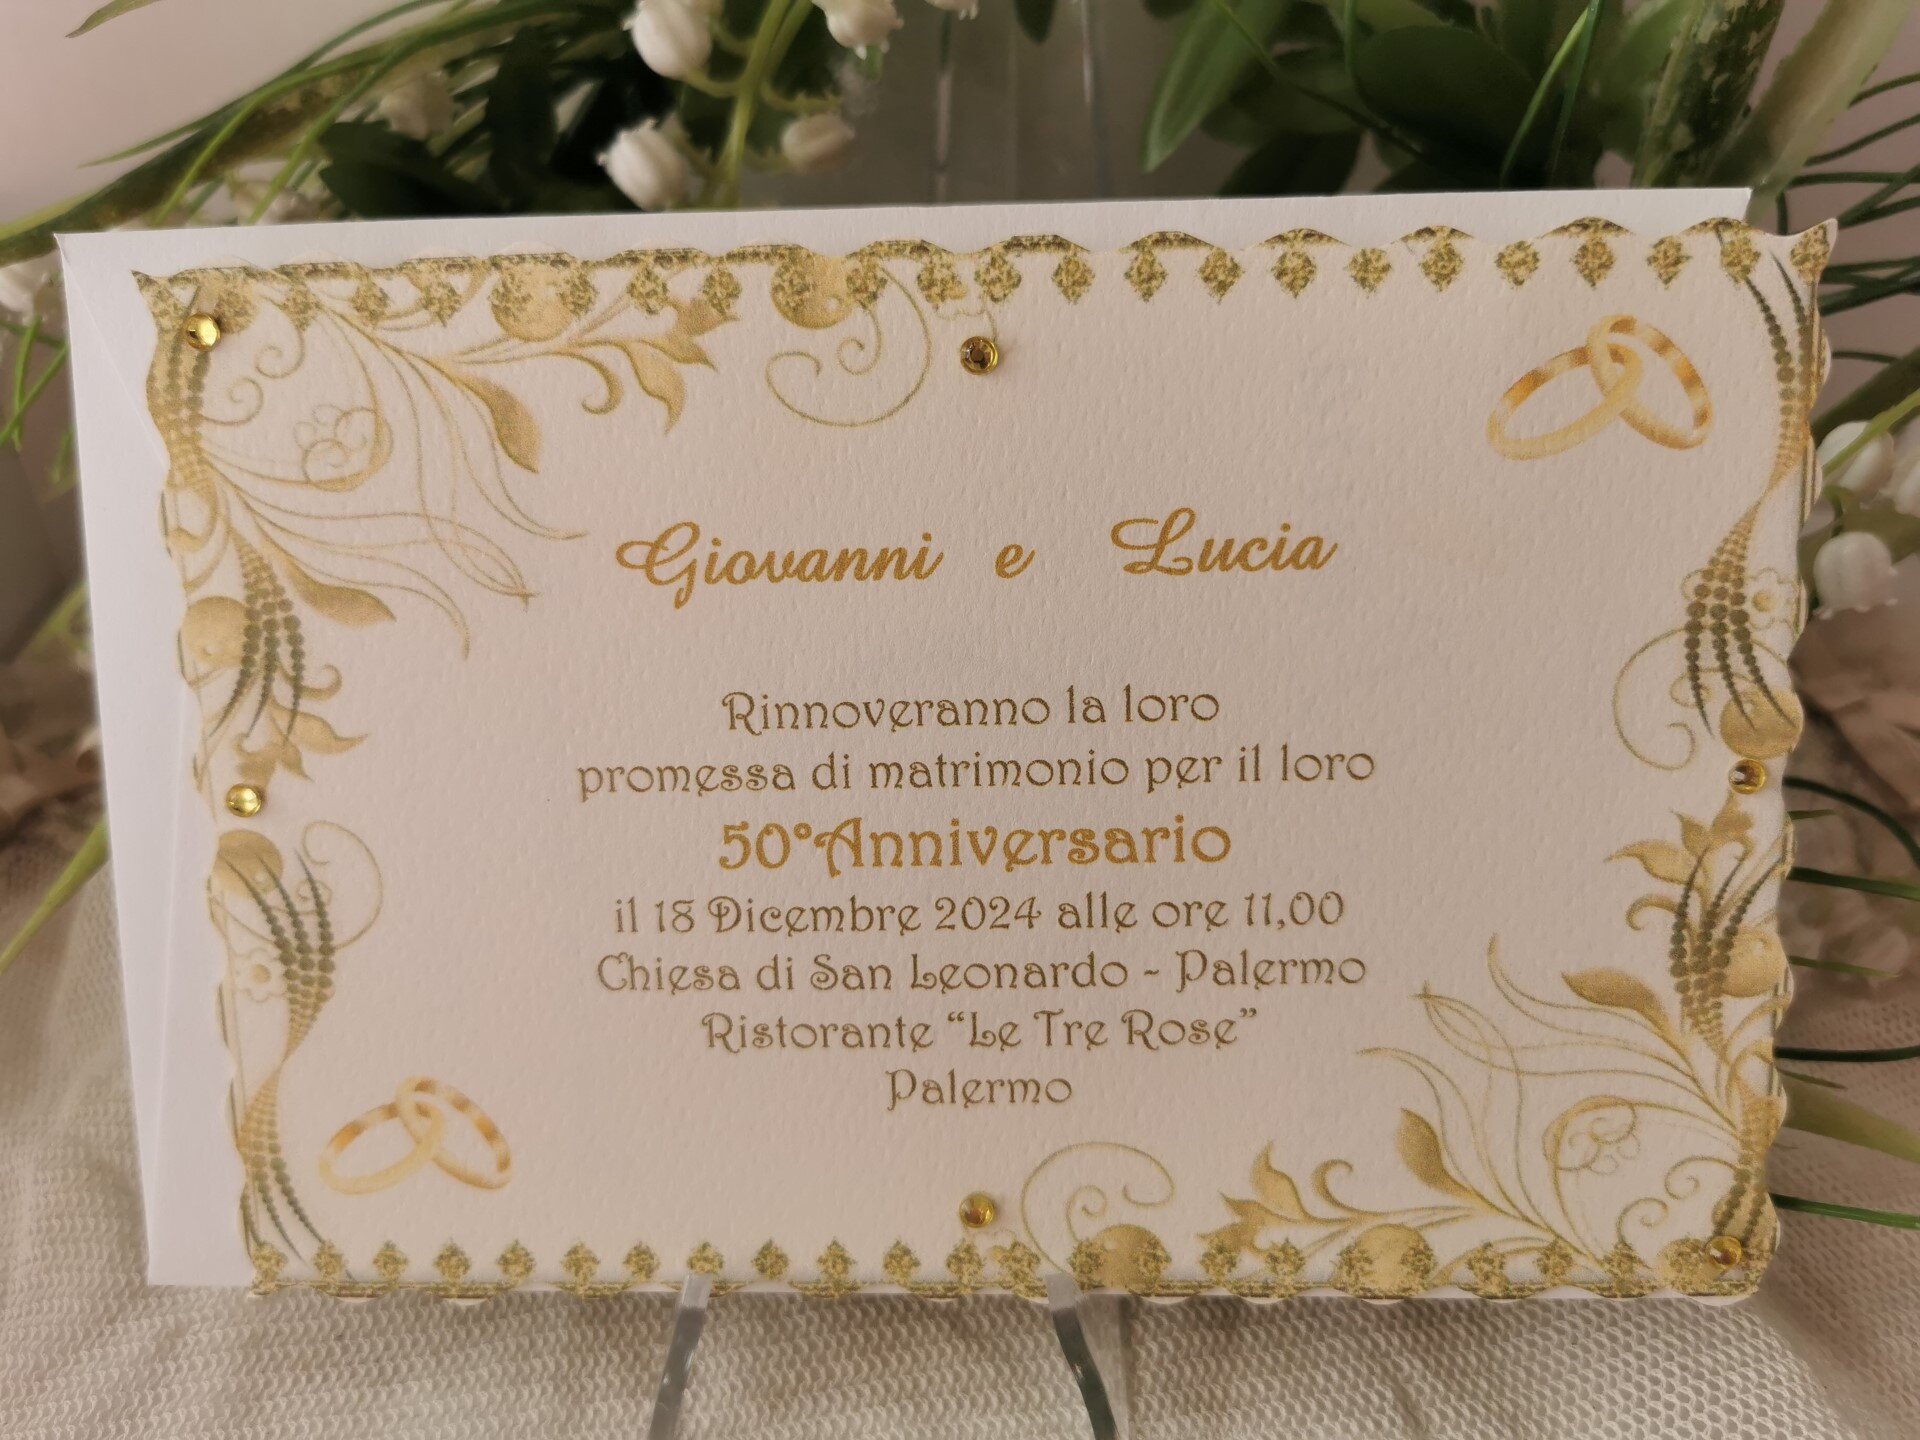 Giovanni e Lucia
Rinnoveranno la loro
promessa di matrimonio per il loro
50°Anniversario
il 18 Dicembre 2024 alle ore 11,00
Chiesa di San Leonardo - Palermo
Ristorante “Le Tre Rose”
Palermo